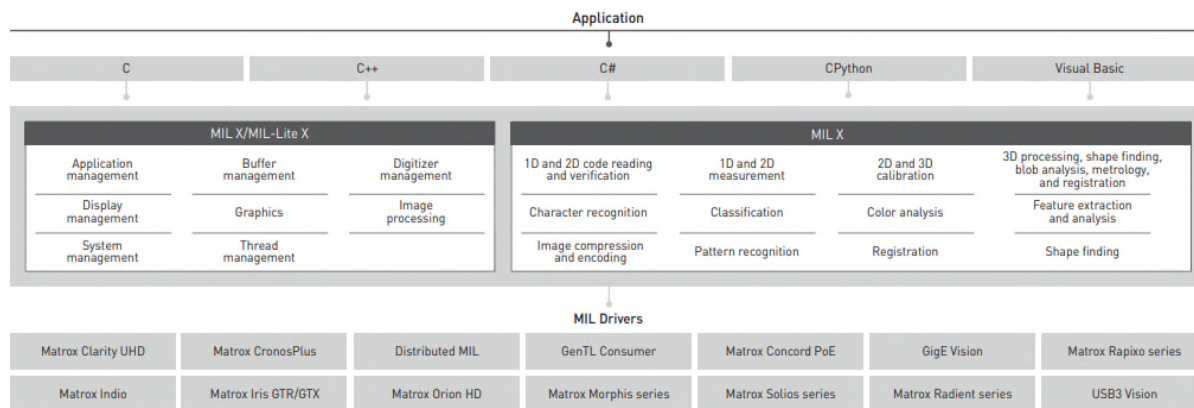 Application
C
C++
C#
CPython
Visual Basic
MIL X/MIL-Lite X
Application
management
Buffer
management
Digitizer
management
Display
management
Graphics
Image
processing
System
management
Thread
management
MIL X
1D and 2D code reading
and verification
1D and 2D
measurement
2D and 3D
calibration
3D processing, shape finding,
blob analysis, metrology,
and registration
Character recognition
Classification
Color analysis
Feature extraction
and analysis
Image compression
and encoding
Pattern recognition
Registration
Shape finding
MIL Drivers
Matrox Clarity UHD
Matrox CronosPlus
Distributed MIL
GenTL Consumer
Matrox Concord PoE
GigE Vision
Matrox Rapixo series
Matrox Indio
Matrox Iris GTR/GTX
Matrox Orion HD
Matrox Morphis series
Matrox Solios series
Matrox Radient series
USB3 Vision